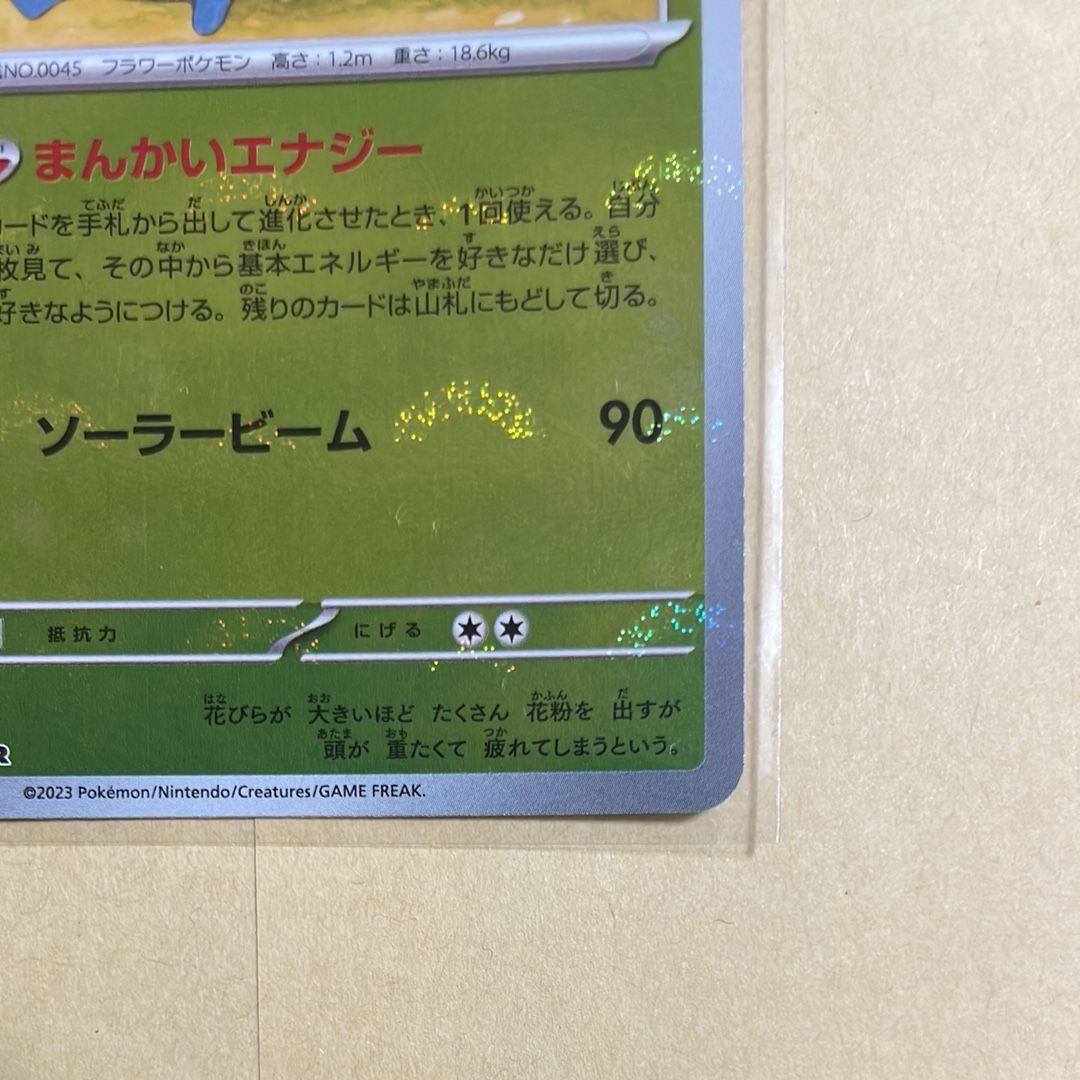 NO.0045 フラワーポケモン 高さ：1.2m 重さ：18.6kg
まんかいエナジー
ードを手札から出して進化させたとき、1回使える。自分
枚見て、その中から基本エネルギーを好きなだけ選び、
好きなようにつける。残りのカードは山札にもどして切る。
ソーラービーム 90
抵抗力 にげる
花びらが 大きいほど たくさん 花粉を 出すが
頭が 重たくて 疲れてしまうという。
R
©2023 Pokémon/Nintendo/Creatures/GAME FREAK.